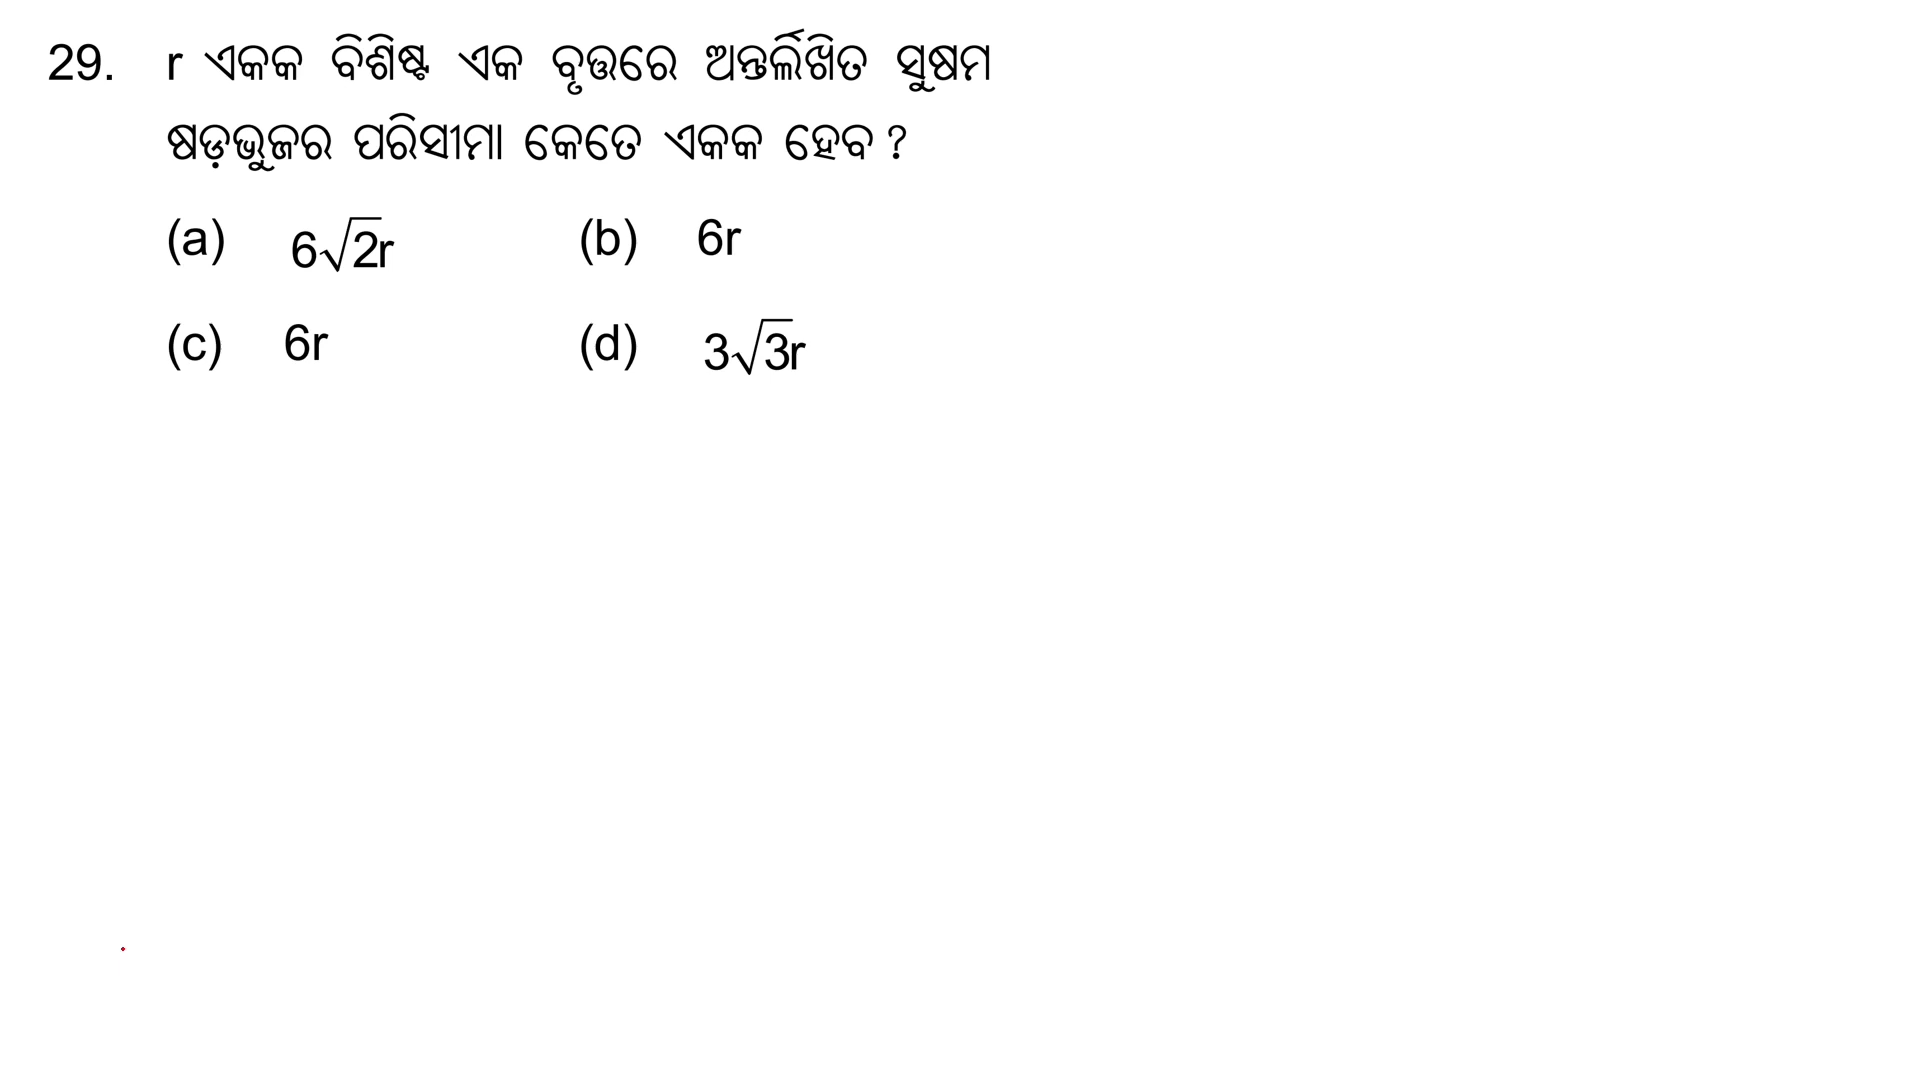 29. r ଏକକ ବିଶିଷ୍ଟ ଏକ ବୃତ୍ତରେ ଅନ୍ତର୍ଲିଖିତ ସୁଷମ
ଷଡ଼ଭୁଜର ପରିସୀମା କେତେ ଏକକ ହେବ ?
(a) 6√2r (b) 6r
(c) 6r (d) 3√3r